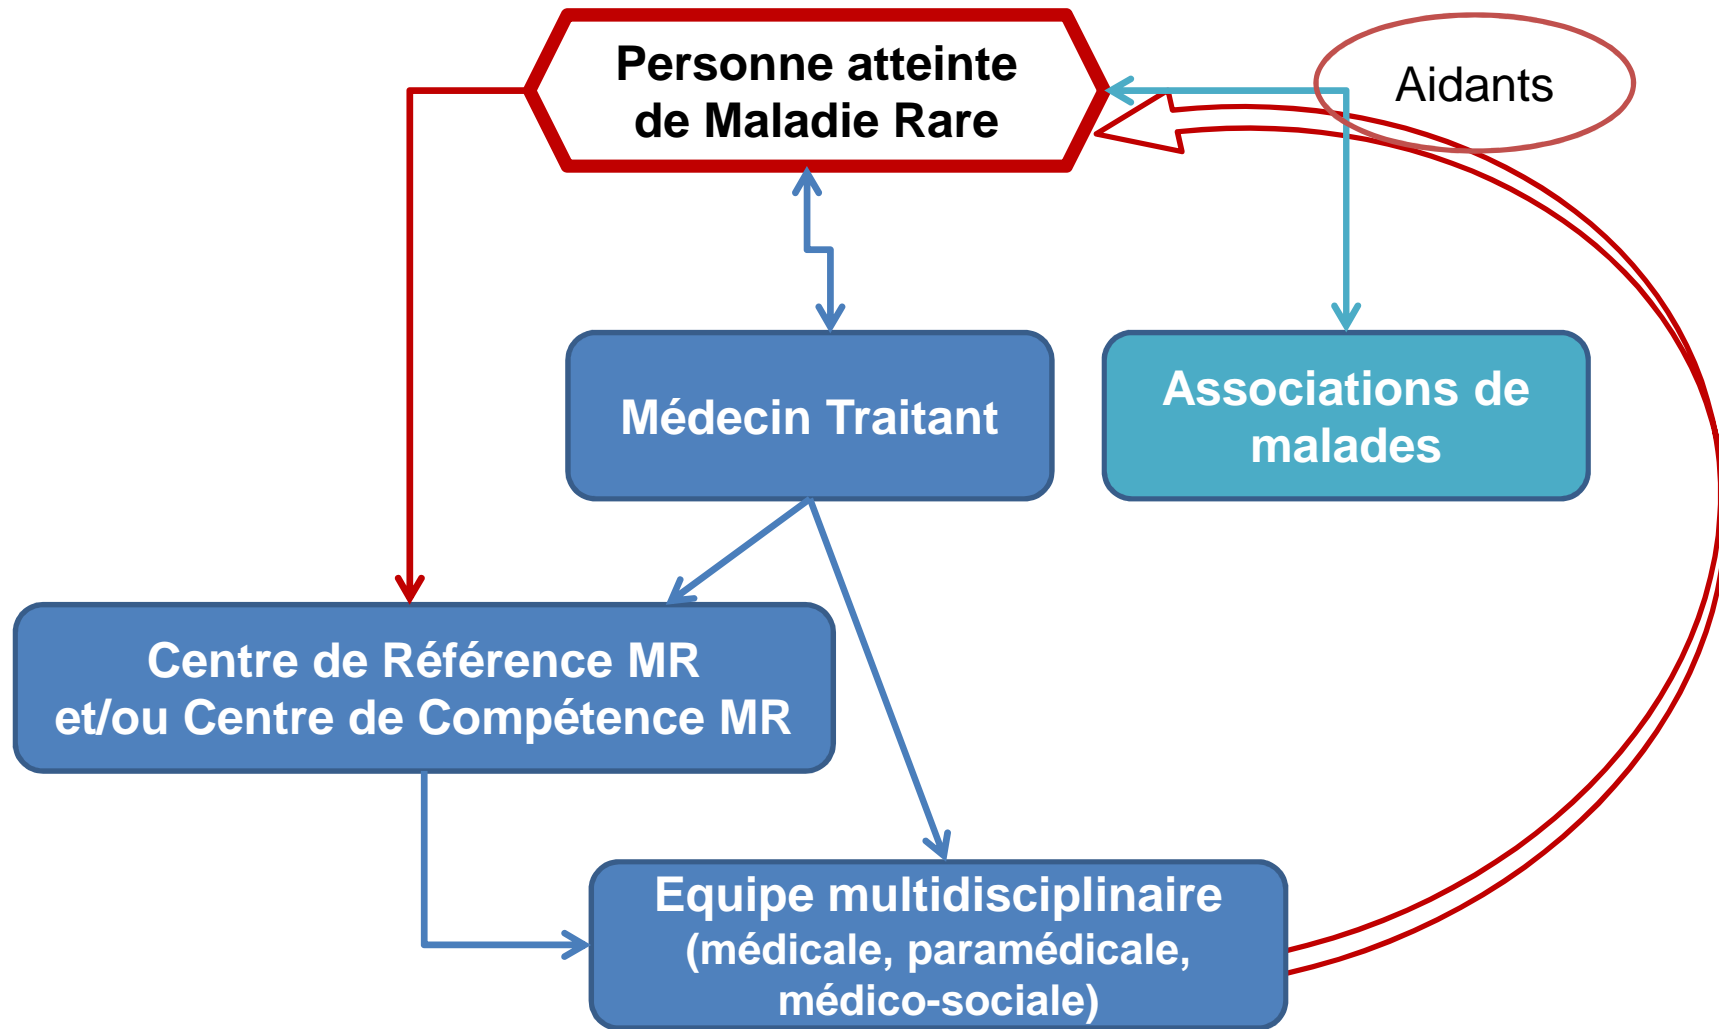 Personne atteinte
de Maladie Rare
Aidants
Médecin Traitant
Associations de
malades
Centre de Référence MR
et/ou Centre de Compétence MR
Equipe multidisciplinaire
(médicale, paramédicale,
médico-sociale)